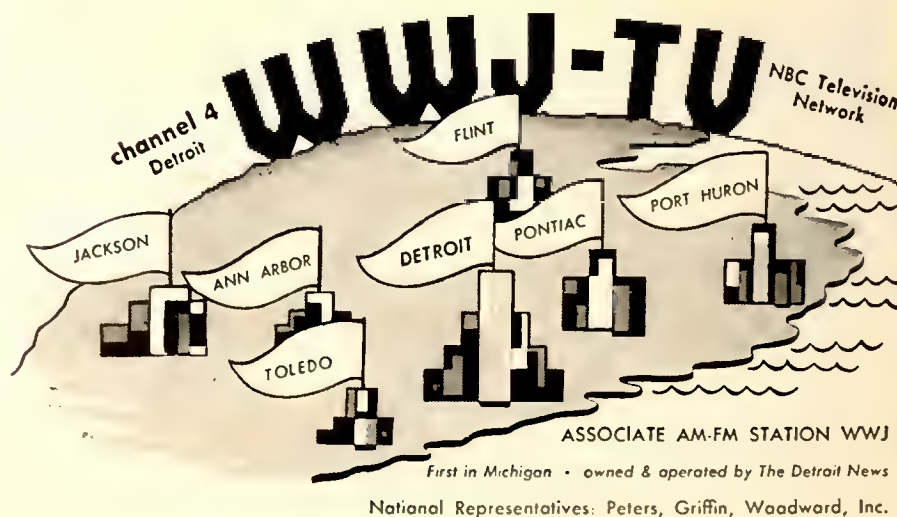 WWJ-TV
channel 4
Detroit
NBC Television
Network
FLINT
JACKSON
ANN ARBOR
DETROIT
PONTIAC
PORT HURON
TOLEDO
ASSOCIATE AM-FM STATION WWJ
First in Michigan • owned & operated by The Detroit News
National Representatives: Peters, Griffin, Woodward, Inc.